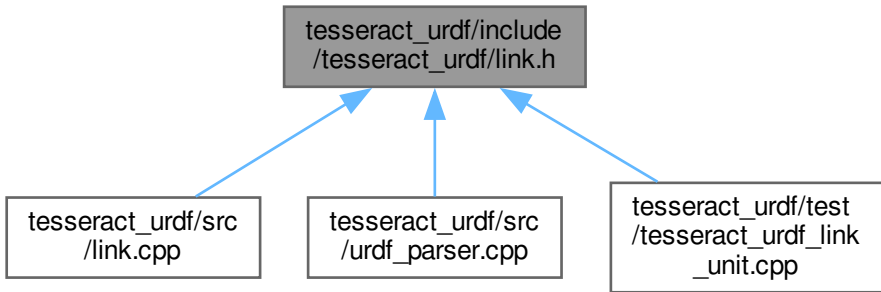 tesseract_urdf/include
/tesseract_urdf/link.h
tesseract_urdf/src
/link.cpp
tesseract_urdf/src
/urdf_parser.cpp
tesseract_urdf/test
/tesseract_urdf_link
_unit.cpp